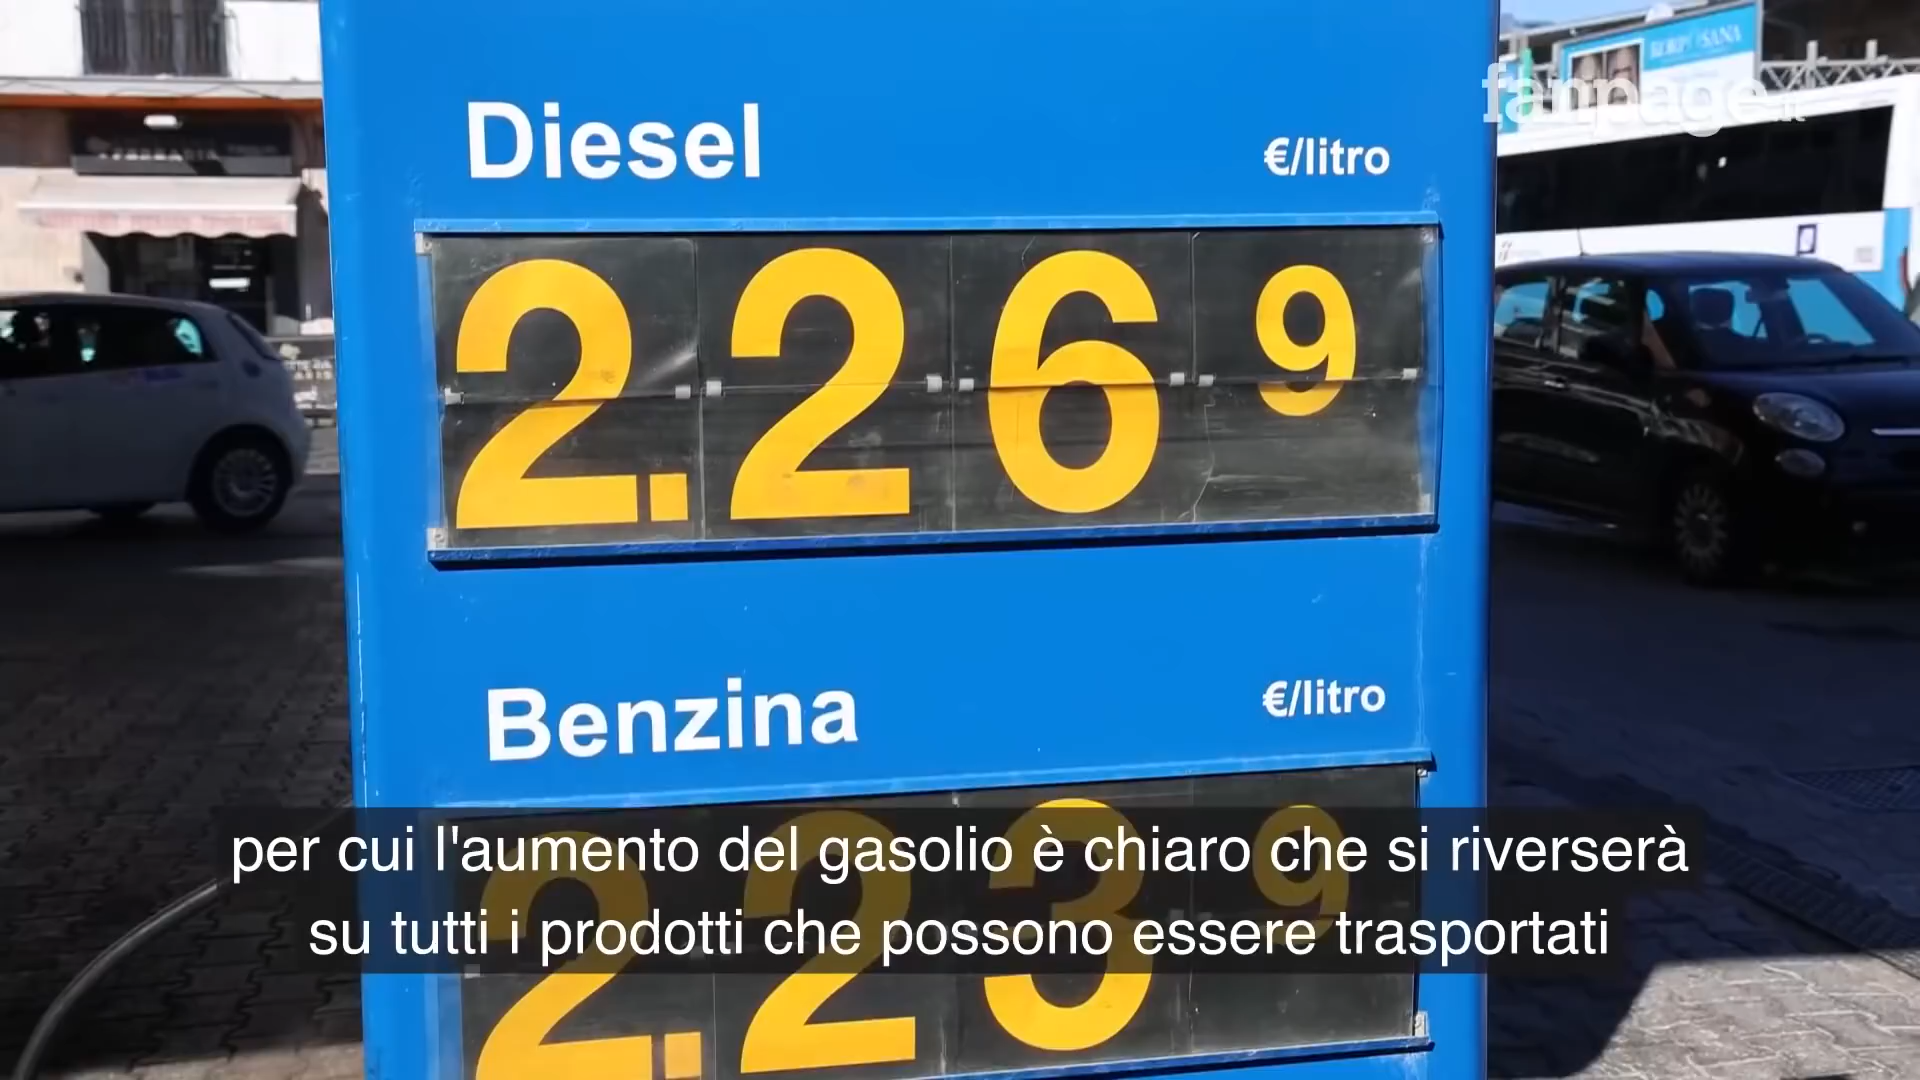 fanpage.it
Diesel
€/litro
2.269
Benzina
€/litro
2.239
per cui l'aumento del gasolio è chiaro che si riverserà
su tutti i prodotti che possono essere trasportati